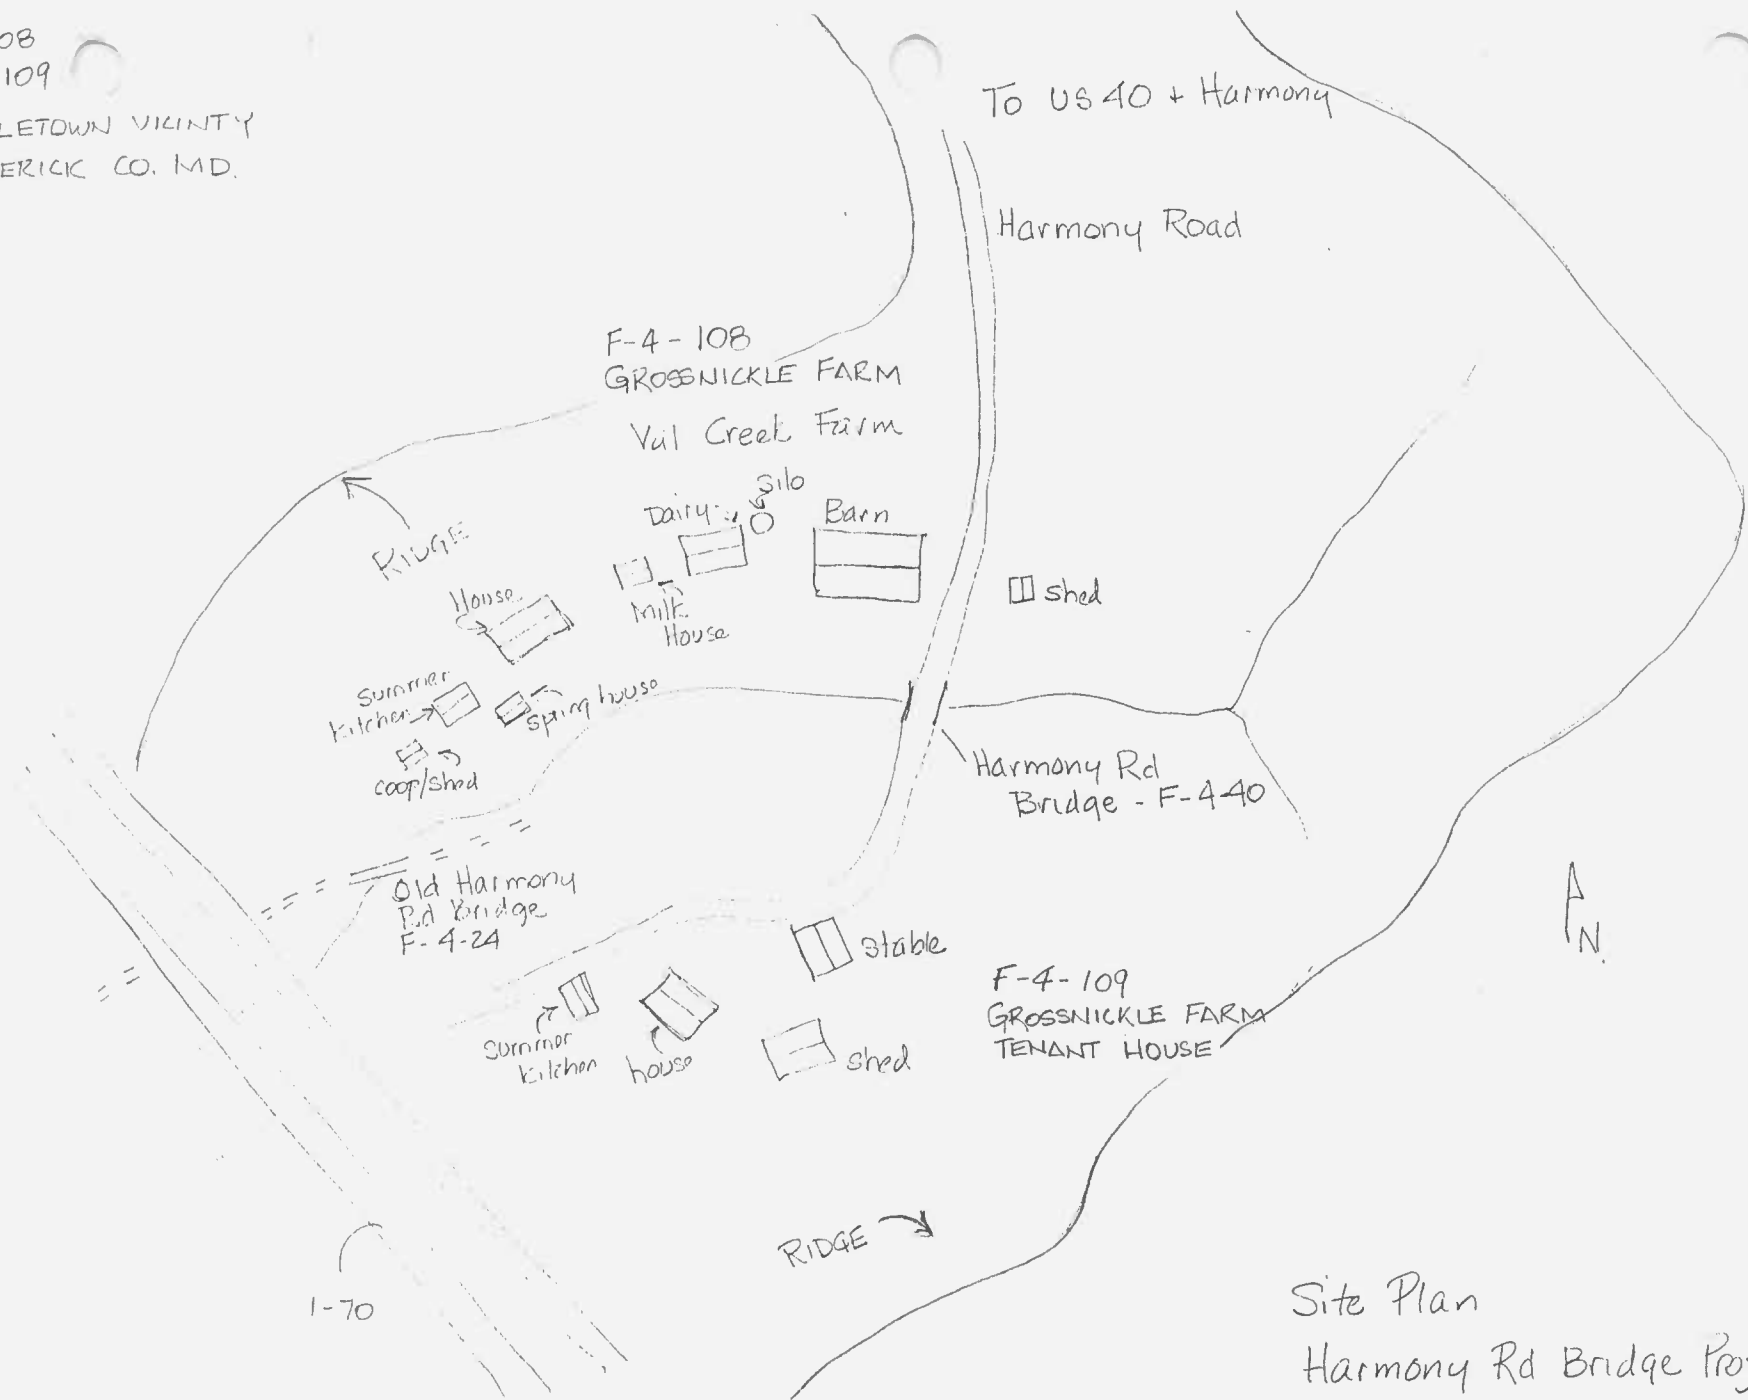 08
109
LETOWN VICINTY
ERICK CO. MD.
To US 40 + Harmony
Harmony Road
F-4-108
GROSSNICKLE FARM
Val Creek Farm
Silo
Dairy
Barn
RIDGE
House
Milk
House
Shed
Summer
kitchen
Spring house
coop/shed
Harmony Rd
Bridge - F-4-40
Old Harmony
Rd Bridge
F-4-24
N.
Stable
F-4-109
GROSSNICKLE FARM
TENANT HOUSE
Summer
kitchen
house
Shed
RIDGE
I-70
Site Plan
Harmony Rd Bridge Proj